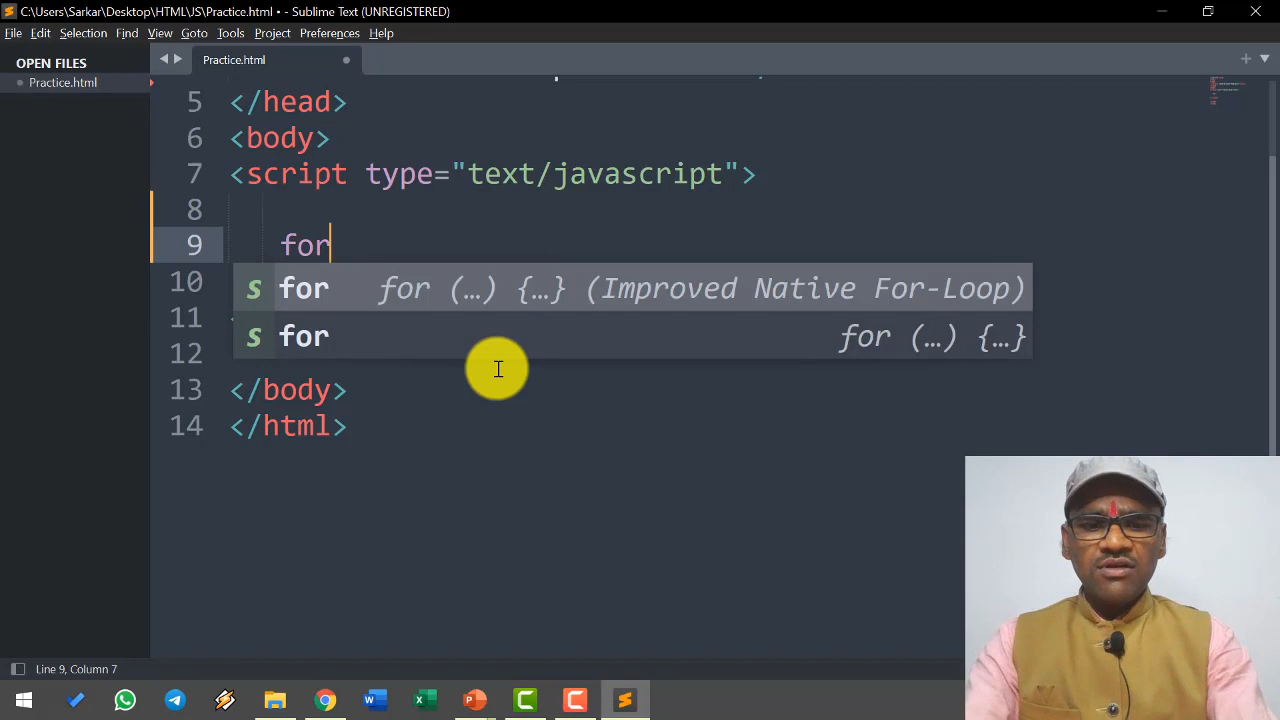 C:\Users\Sarkar\Desktop\HTML\JS\Practice.html • - Sublime Text (UNREGISTERED)
File Edit Selection Find View Goto Tools Project Preferences Help
OPEN FILES
Practice.html
Practice.html
5 </head>
6 <body>
7 <script type="text/javascript">
8
9 for
10 s for for (…) {…} (Improved Native For-Loop)
11 s for for (…) {…}
12
13 </body>
14 </html>
Line 9, Column 7